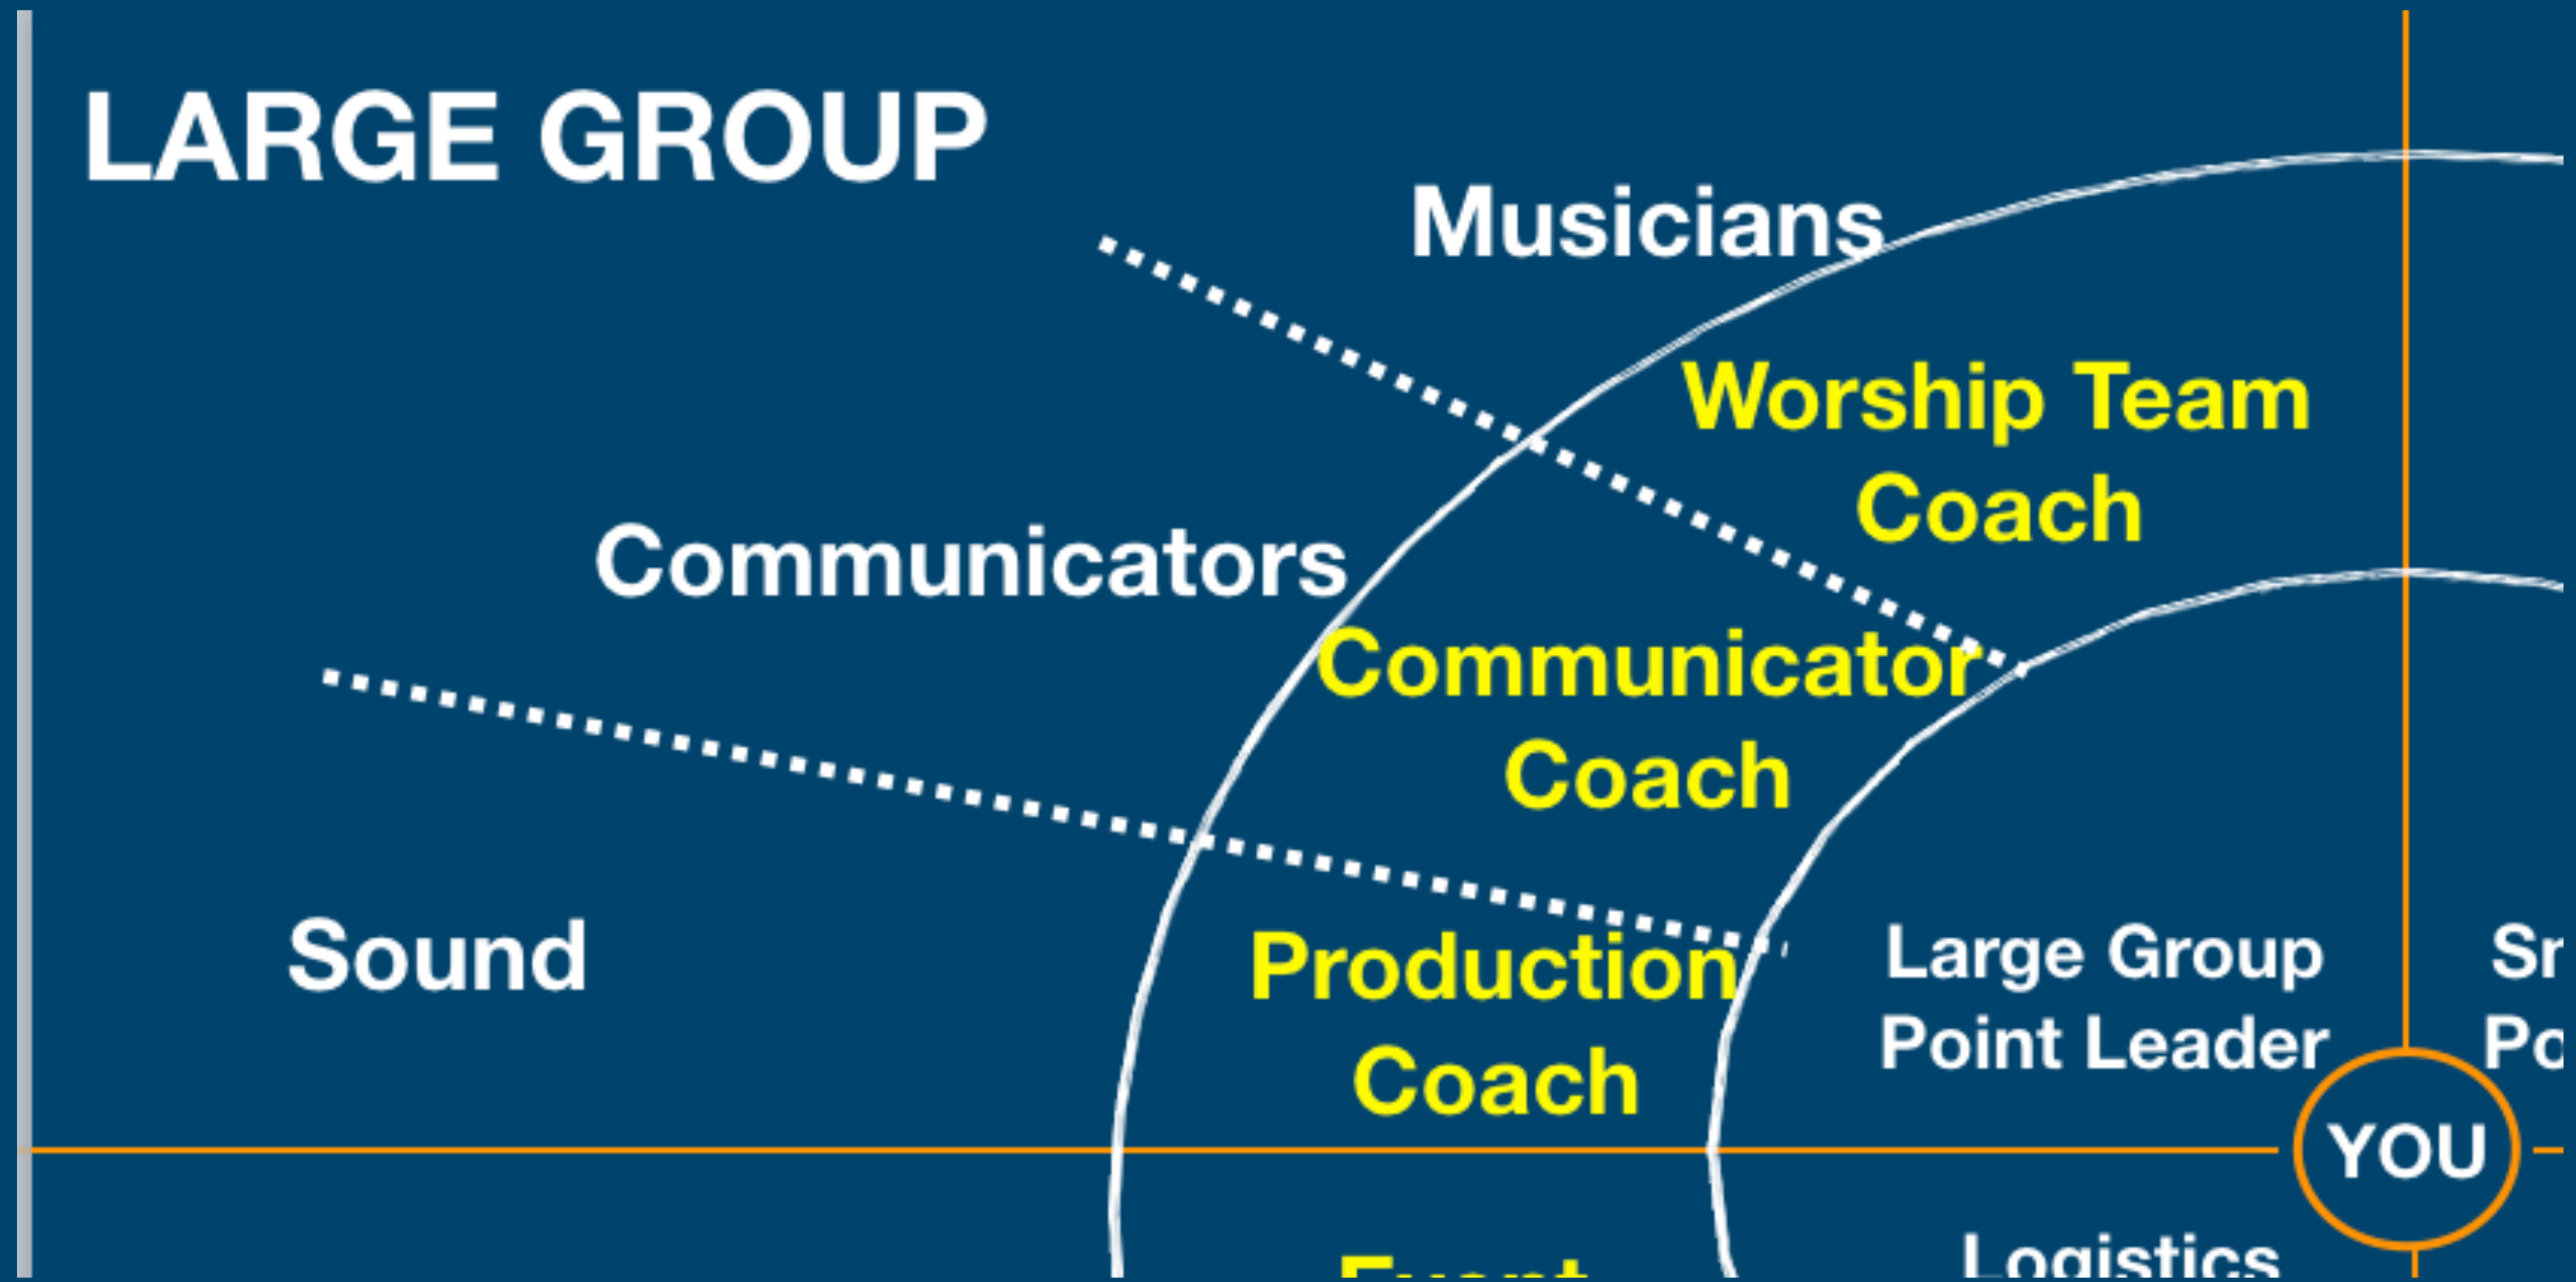 LARGE GROUP
Musicians
Worship Team
Coach
Communicators
Communicator
Coach
Sound
Production
Coach
Large Group
Point Leader
YOU
Logistics